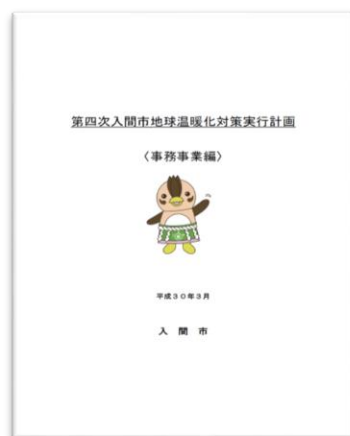 第四次入間市地球温暖化対策実行計画
〈事務事業編〉
平成３０年３月
入 間 市